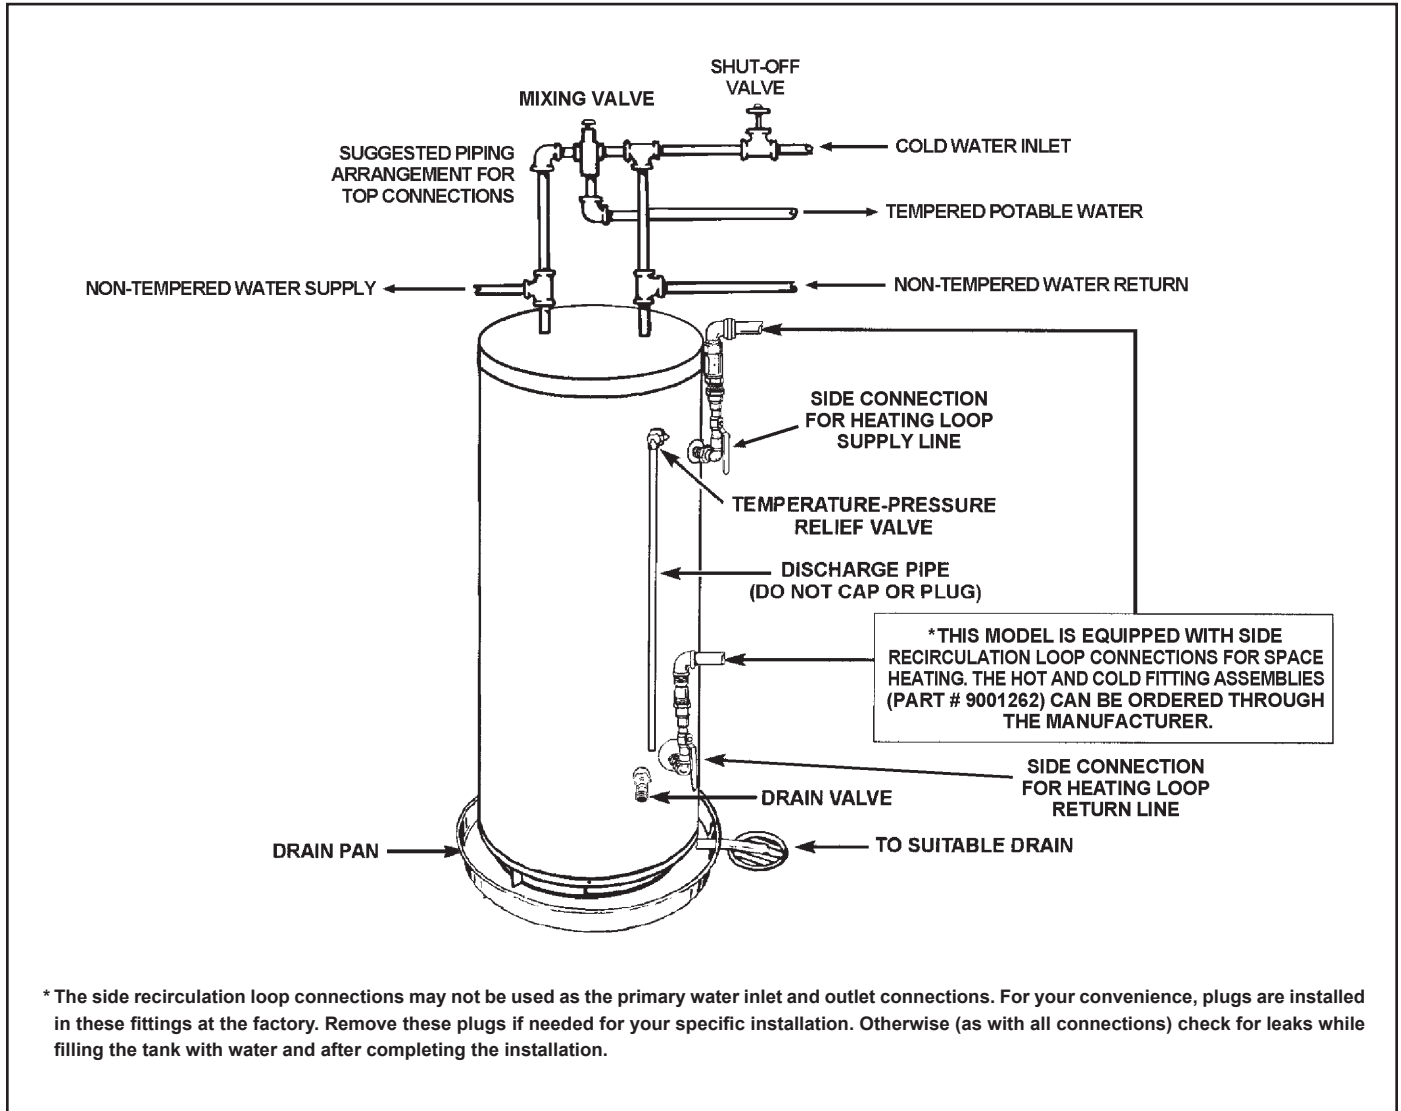 SHUT-OFF
VALVE
MIXING VALVE
COLD WATER INLET
SUGGESTED PIPING
ARRANGEMENT FOR
TOP CONNECTIONS
TEMPERED POTABLE WATER
NON-TEMPERED WATER SUPPLY
NON-TEMPERED WATER RETURN
SIDE CONNECTION
FOR HEATING LOOP
SUPPLY LINE
TEMPERATURE-PRESSURE
RELIEF VALVE
DISCHARGE PIPE
(DO NOT CAP OR PLUG)
*THIS MODEL IS EQUIPPED WITH SIDE
RECIRCULATION LOOP CONNECTIONS FOR SPACE
HEATING. THE HOT AND COLD FITTING ASSEMBLIES
(PART # 9001262) CAN BE ORDERED THROUGH
THE MANUFACTURER.
SIDE CONNECTION
FOR HEATING LOOP
RETURN LINE
DRAIN VALVE
DRAIN PAN
TO SUITABLE DRAIN
* The side recirculation loop connections may not be used as the primary water inlet and outlet connections. For your convenience, plugs are installed
in these fittings at the factory. Remove these plugs if needed for your specific installation. Otherwise (as with all connections) check for leaks while
filling the tank with water and after completing the installation.